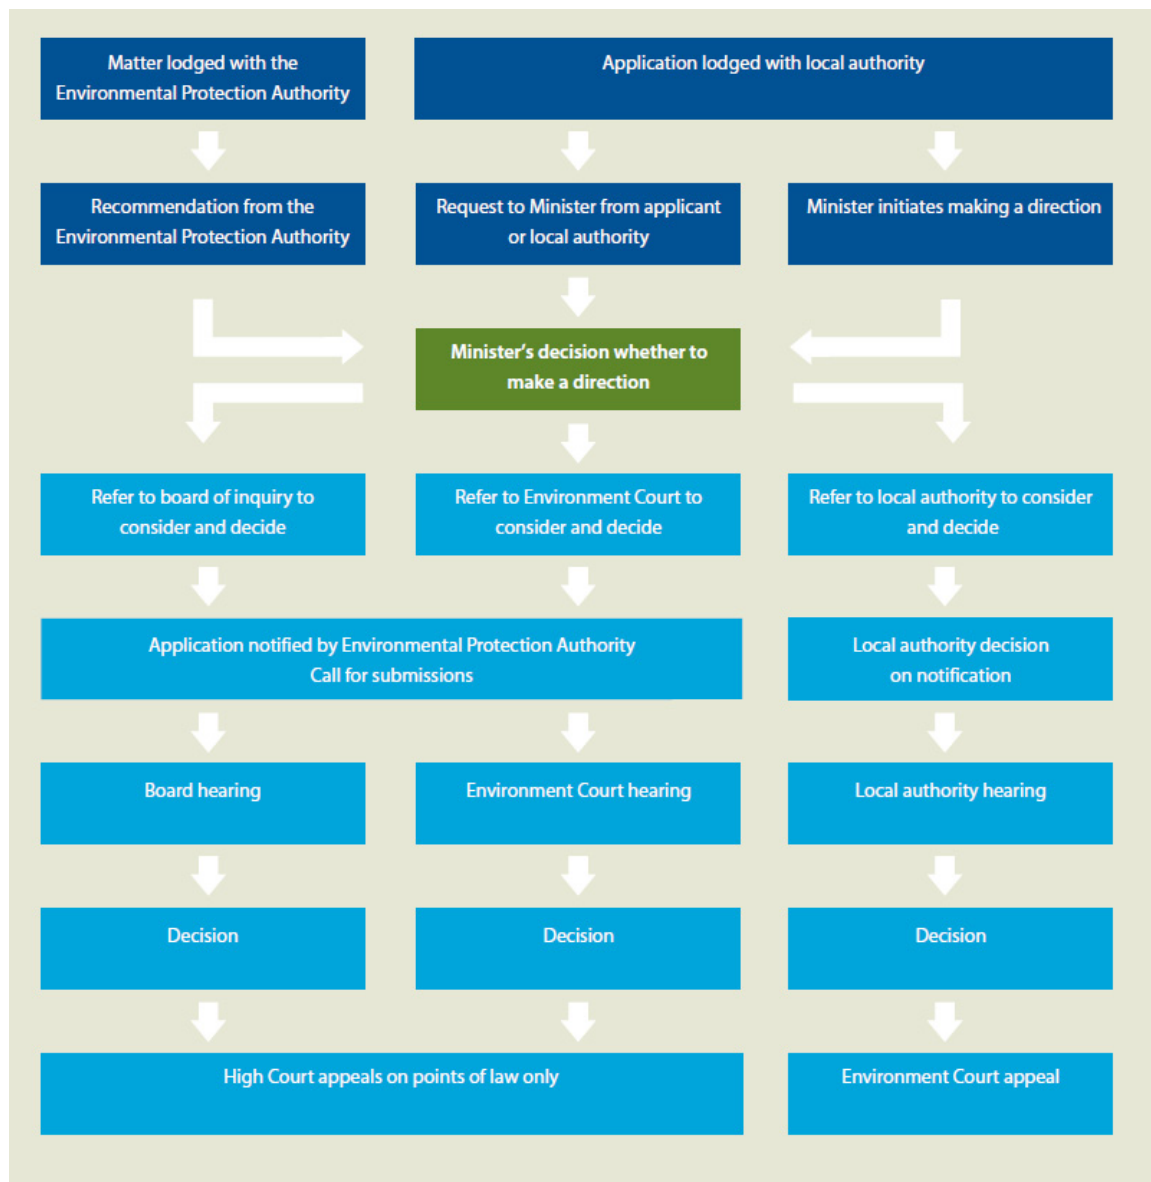 Matter lodged with the
Environmental Protection Authority
Application lodged with local authority
Recommendation from the
Environmental Protection Authority
Request to Minister from applicant
or local authority
Minister initiates making a direction
Minister's decision whether to
make a direction
Refer to board of inquiry to
consider and decide
Refer to Environment Court to
consider and decide
Refer to local authority to consider
and decide
Application notified by Environmental Protection Authority
Call for submissions
Local authority decision
on notification
Board hearing
Environment Court hearing
Local authority hearing
Decision
Decision
Decision
High Court appeals on points of law only
Environment Court appeal